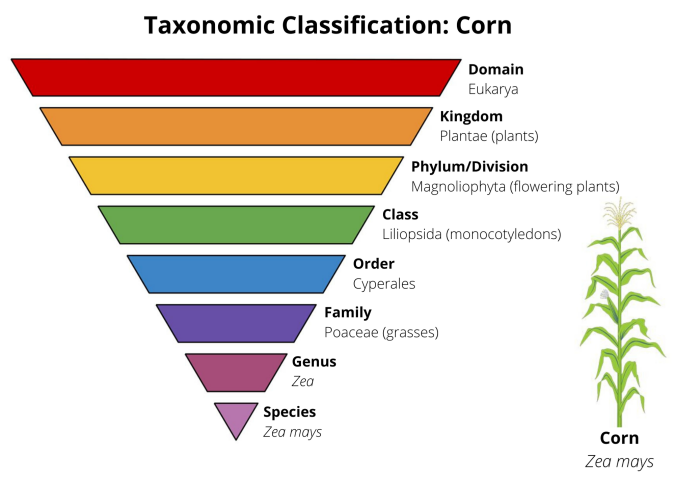 Taxonomic Classification: Corn
Domain
Eukarya
Kingdom
Plantae (plants)
Phylum/Division
Magnoliophyta (flowering plants)
Class
Liliopsida (monocotyledons)
Order
Cyperales
Family
Poaceae (grasses)
Genus
Zea
Species
Zea mays
Corn
Zea mays